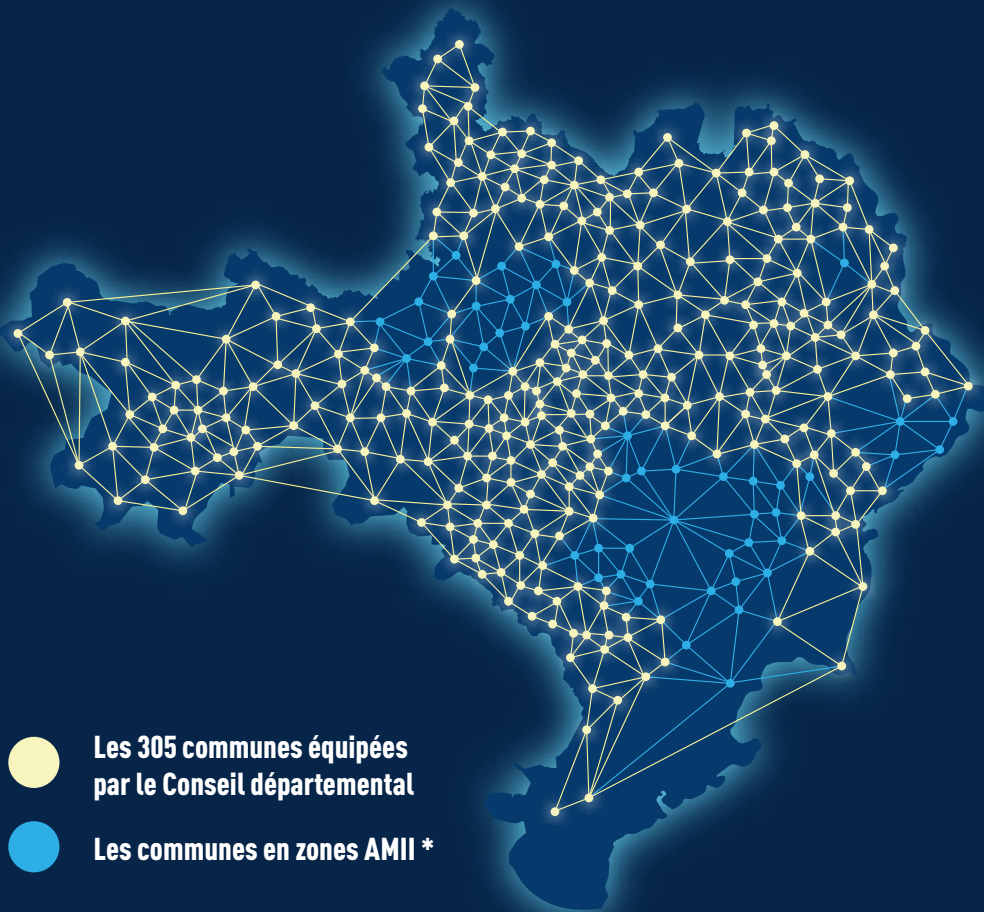 Les 305 communes équipées
par le Conseil départemental
Les communes en zones AMII *